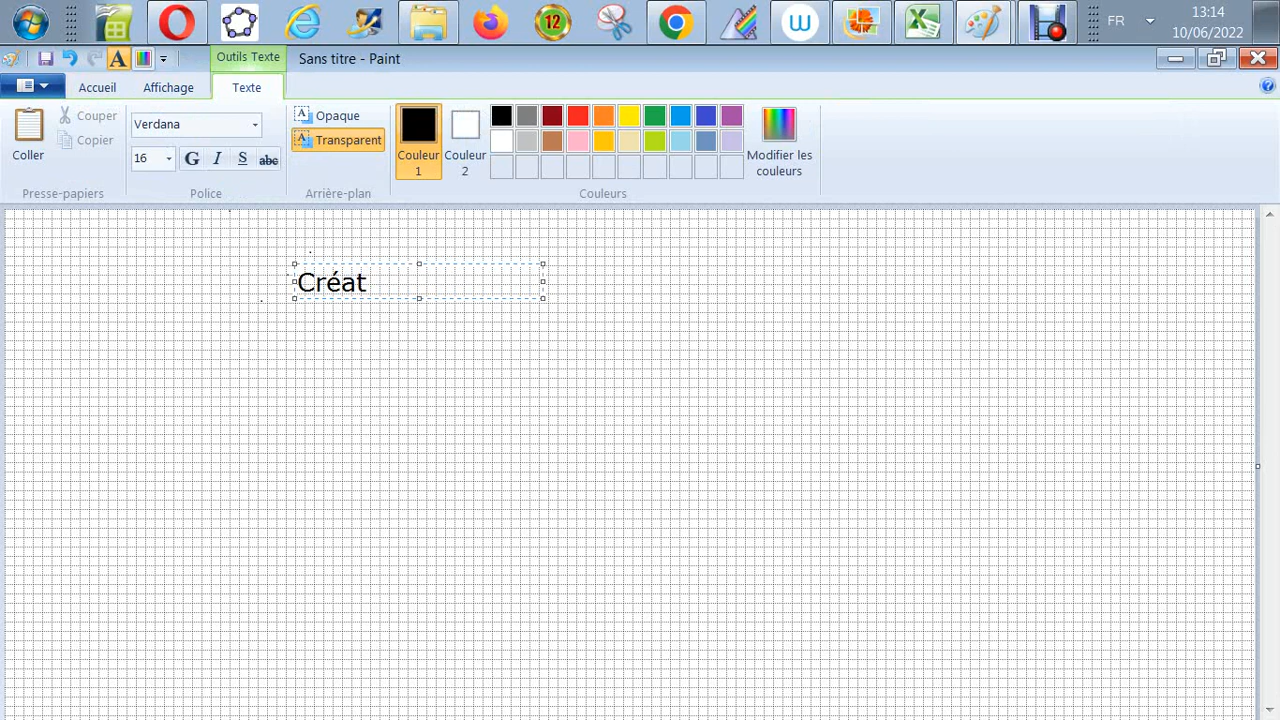 12
W
FR
13:14
10/06/2022
A
Outils Texte
Sans titre - Paint
Accueil
Affichage
Texte
Coller
Couper
Copier
Presse-papiers
Verdana
16
G I S abc
Police
Opaque
Transparent
Arrière-plan
Couleur
1
Couleur
2
Modifier les
couleurs
Couleurs
Créat